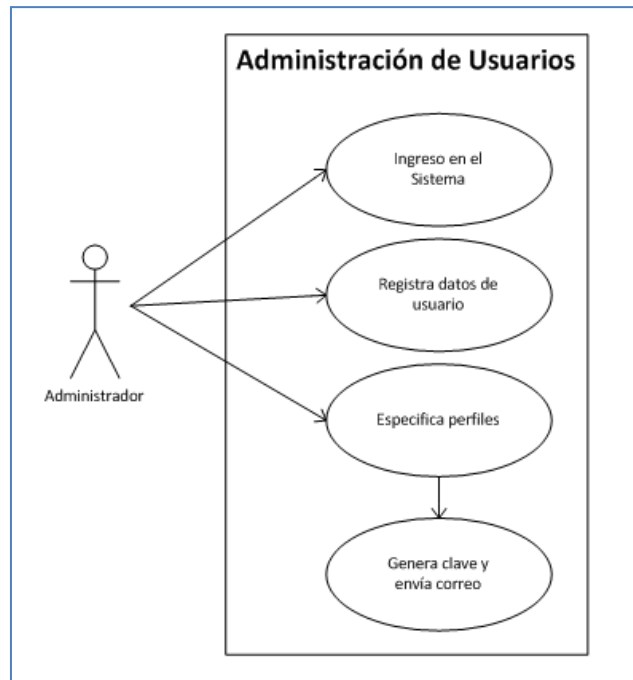 Administración de Usuarios
Ingreso en el
Sistema
Registra datos de
usuario
Administrador
Especifica perfiles
Genera clave y
envía correo